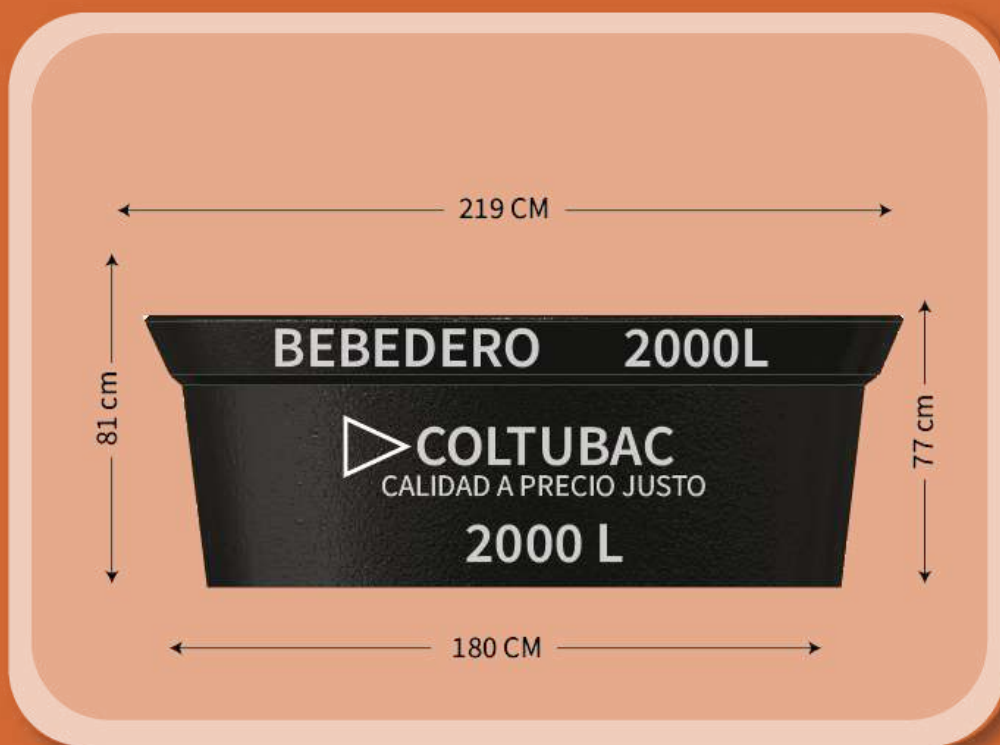 219 CM
81 cm
BEBEDERO 2000L
77 cm
COLTUBAC
CALIDAD A PRECIO JUSTO
2000 L
180 CM